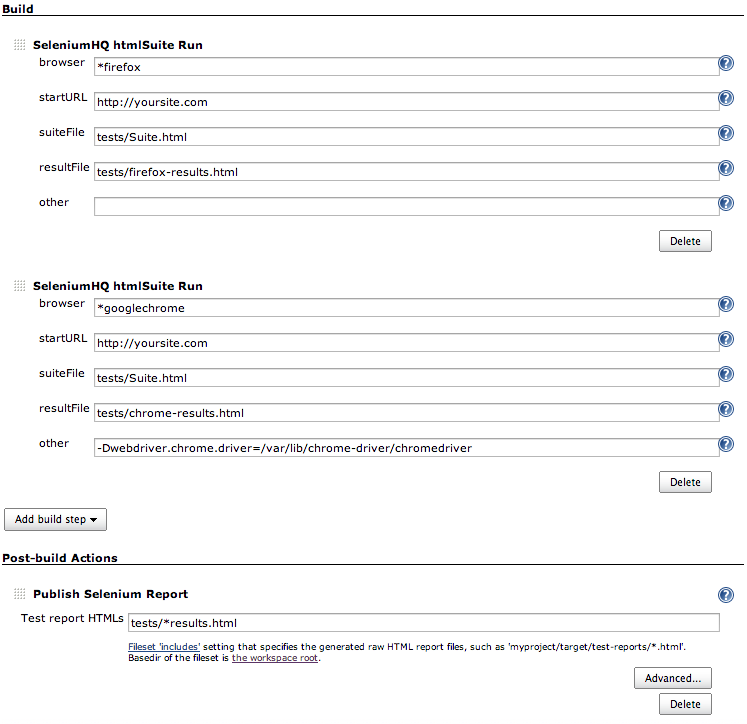 Build
SeleniumHQ htmlSuite Run
browser
*firefox
?
startURL
http://yoursite.com
?
suiteFile
tests/Suite.html
?
resultFile
tests/firefox-results.html
?
other
?
Delete
SeleniumHQ htmlSuite Run
browser
*googlechrome
?
startURL
http://yoursite.com
?
suiteFile
tests/Suite.html
?
resultFile
tests/chrome-results.html
?
other
-Dwebdriver.chrome.driver=/var/lib/chrome-driver/chromedriver
?
Delete
Add build step
Post-build Actions
Publish Selenium Report
?
Test report HTMLs
tests/*results.html
Fileset 'includes' setting that specifies the generated raw HTML report files, such as 'myproject/target/test-reports/*.html'.
Basedir of the fileset is the workspace root.
Advanced...
Delete